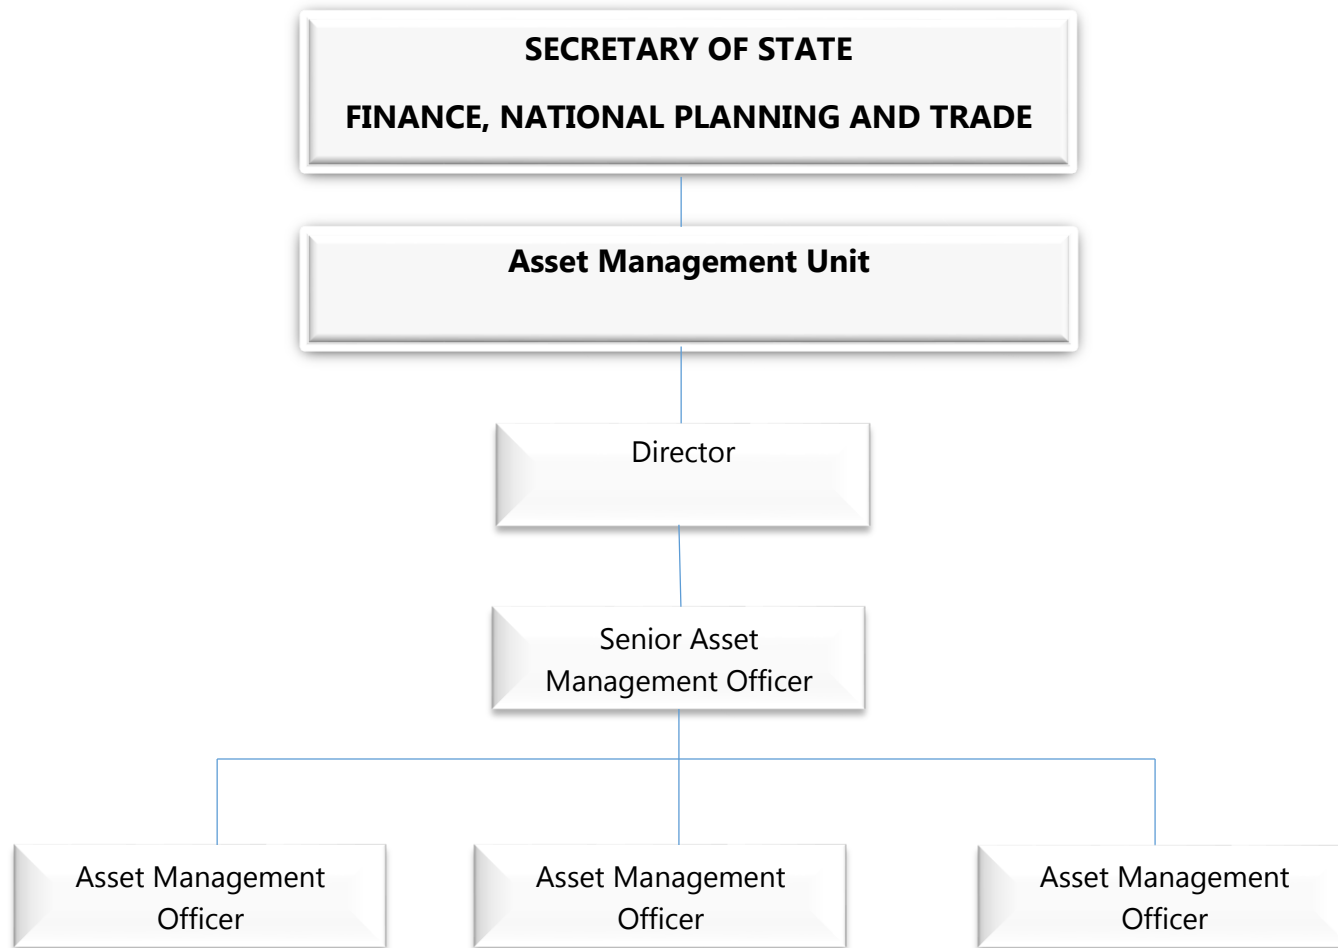 SECRETARY OF STATE
FINANCE, NATIONAL PLANNING AND TRADE
Asset Management Unit
Director
Senior Asset
Management Officer
Asset Management
Officer
Asset Management
Officer
Asset Management
Officer